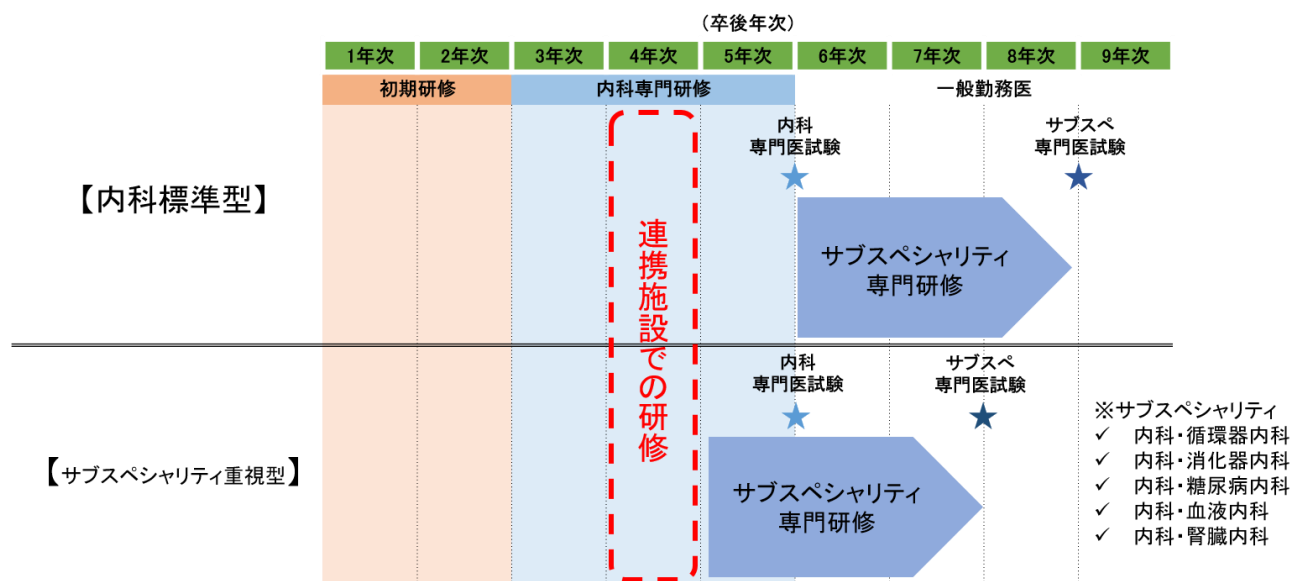 (卒後年次)
1年次 2年次 3年次 4年次 5年次 6年次 7年次 8年次 9年次
初期研修 内科専門研修 一般勤務医
内科
専門医試験
サブスペ
専門医試験
【内科標準型】
サブスペシャリティ
専門研修
連携施設での研修
内科
専門医試験
サブスペ
専門医試験
【サブスペシャリティ重視型】
サブスペシャリティ
専門研修
※サブスペシャリティ
✓ 内科・循環器内科
✓ 内科・消化器内科
✓ 内科・糖尿病内科
✓ 内科・血液内科
✓ 内科・腎臓内科